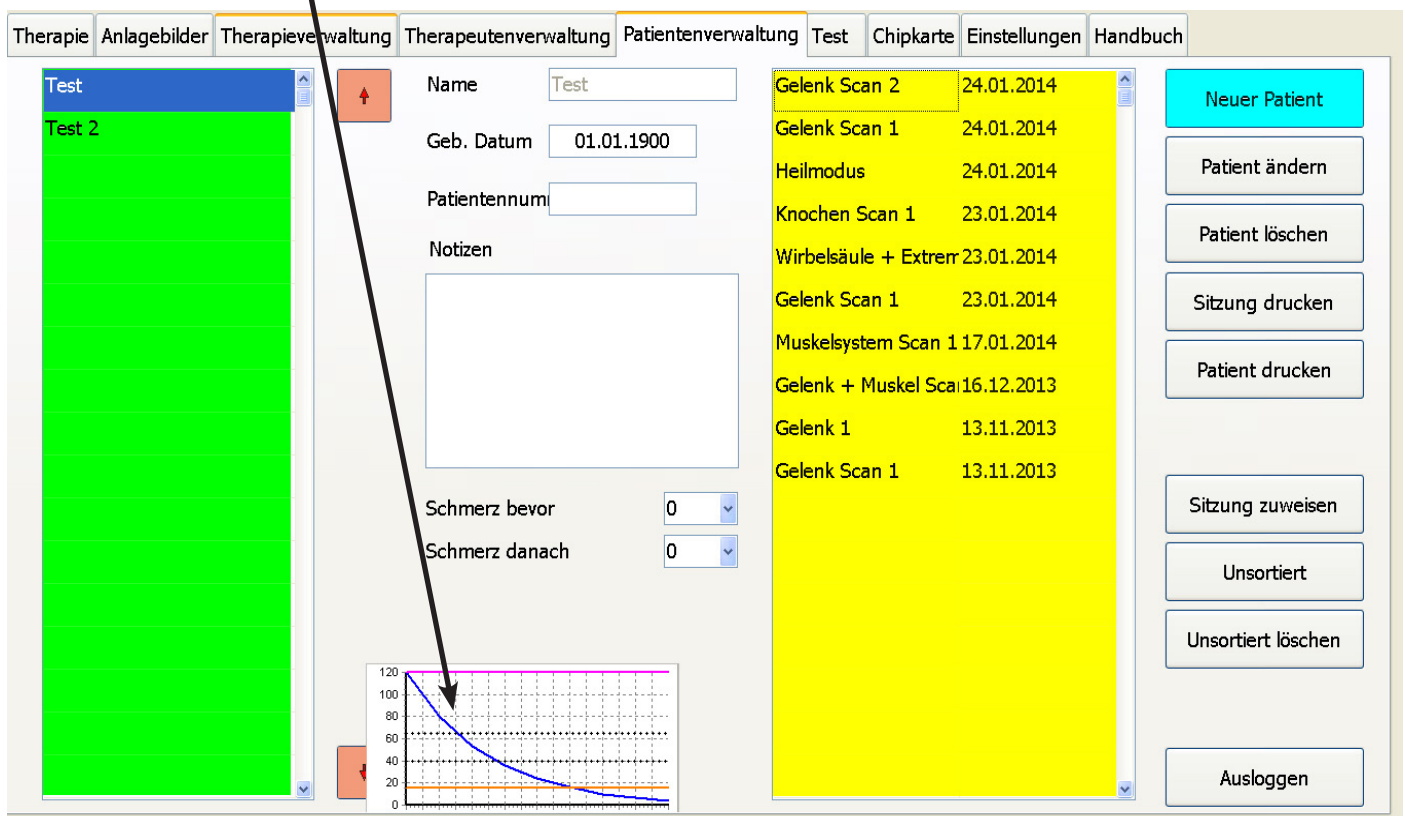 Therapie Anlagebilder Therapieverwaltung Therapeutenverwaltung Patientenverwaltung Test Chipkarte Einstellungen Handbuch
Test
Test 2
Name Test
Geb. Datum 01.01.1900
Patientennum
Notizen
Schmerz bevor 0
Schmerz danach 0
120
100
80
60
40
20
0
Gelenk Scan 2 24.01.2014
Gelenk Scan 1 24.01.2014
Heilmodus 24.01.2014
Knochen Scan 1 23.01.2014
Wirbelsäule + Extrem 23.01.2014
Gelenk Scan 1 23.01.2014
Muskelsystem Scan 1 17.01.2014
Gelenk + Muskel Scan 16.12.2013
Gelenk 1 13.11.2013
Gelenk Scan 1 13.11.2013
Neuer Patient
Patient ändern
Patient löschen
Sitzung drucken
Patient drucken
Sitzung zuweisen
Unsortiert
Unsortiert löschen
Ausloggen